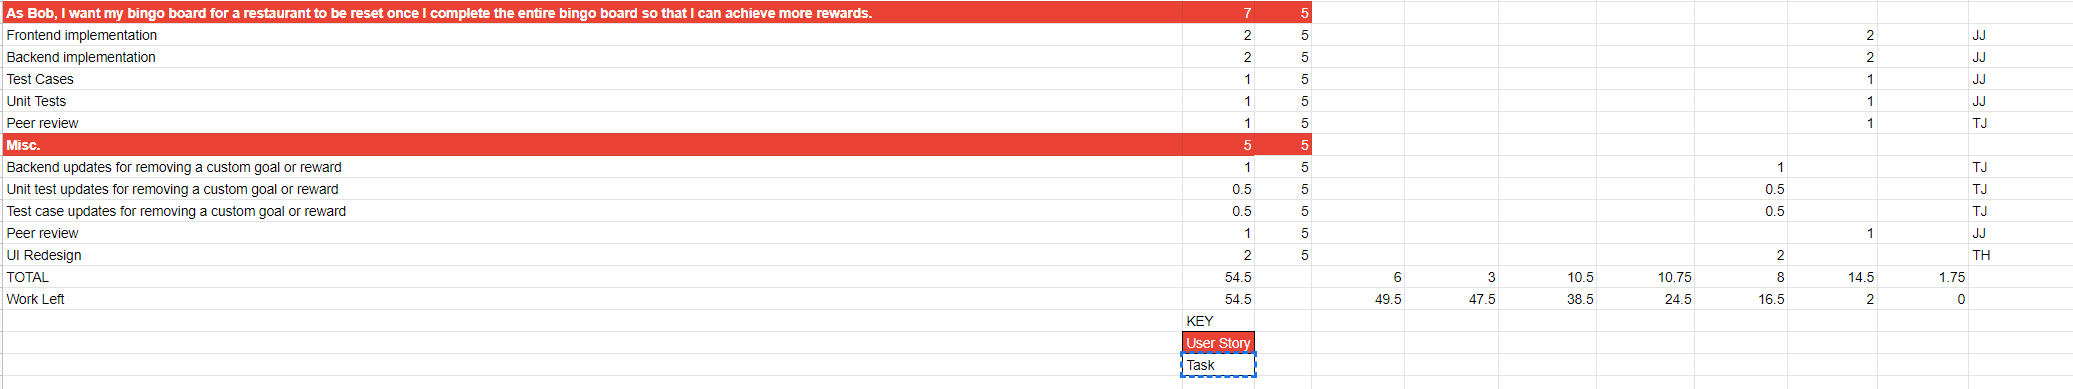 As Bob, I want my bingo board for a restaurant to be reset once I complete the entire bingo board so that I can achieve more rewards. 7 5
Frontend implementation 2 5 2 JJ
Backend implementation 2 5 2 JJ
Test Cases 1 5 1 JJ
Unit Tests 1 5 1 JJ
Peer review 1 5 1 TJ
Misc. 5 5
Backend updates for removing a custom goal or reward 1 5 1 TJ
Unit test updates for removing a custom goal or reward 0.5 5 0.5 TJ
Test case updates for removing a custom goal or reward 0.5 5 0.5 TJ
Peer review 1 5 1 JJ
UI Redesign 2 5 2 TH
TOTAL 54.5 6 3 10.5 10.75 8 14.5 1.75
Work Left 54.5 49.5 47.5 38.5 24.5 16.5 2 0
KEY
User Story
Task